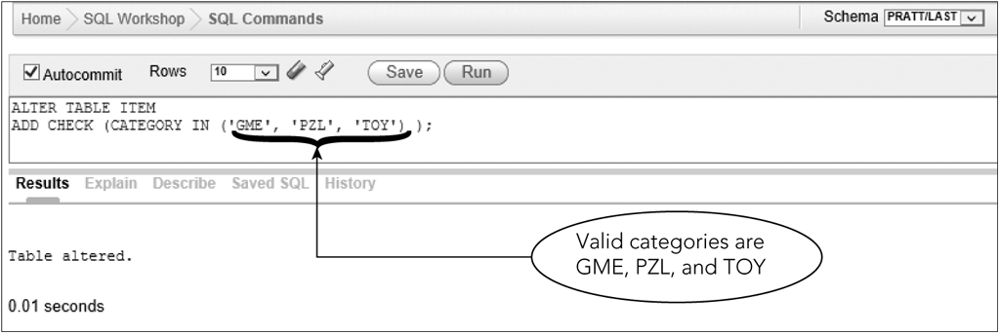 Home SQL Workshop SQL Commands Schema PRATT/LAST
Autocommit Rows 10 Save Run
ALTER TABLE ITEM
ADD CHECK (CATEGORY IN ('GME', 'PZL', 'TOY') );
Results Explain Describe Saved SQL History
Valid categories are
GME, PZL, and TOY
Table altered.
0.01 seconds